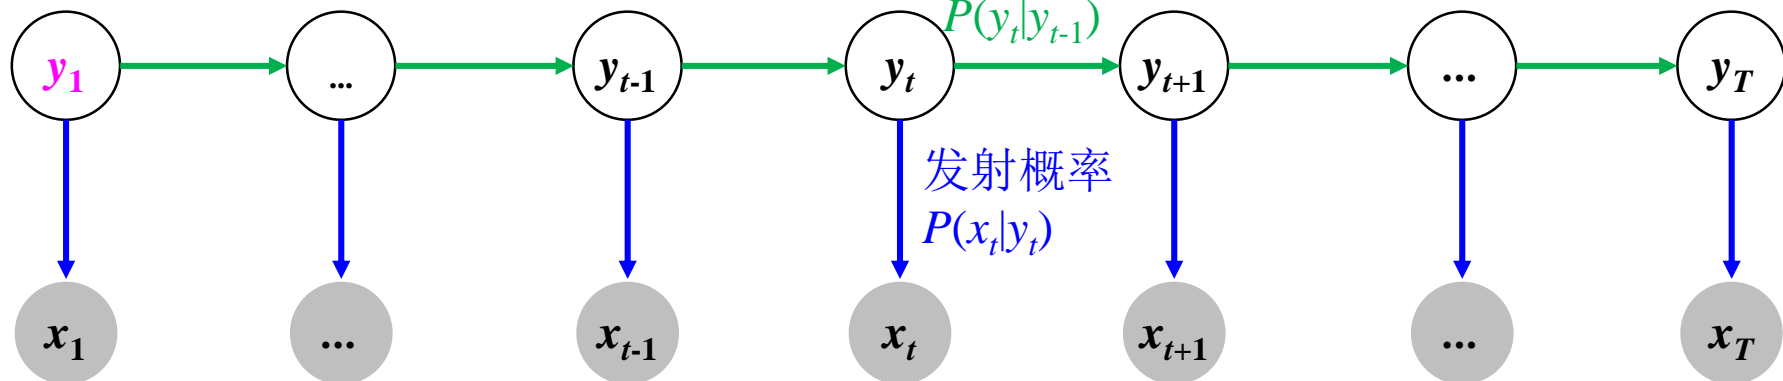 P(y_t|y_{t-1})
y_1 ... y_{t-1} y_t y_{t+1} ... y_T
发射概率
P(x_t|y_t)
x_1 ... x_{t-1} x_t x_{t+1} ... x_T